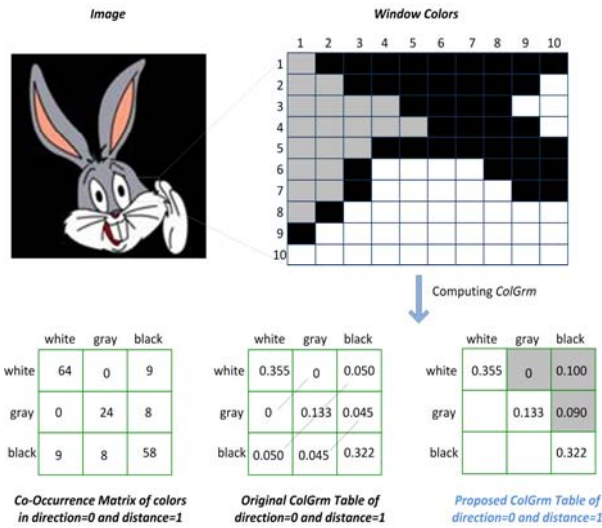 Image
Window Colors
1 2 3 4 5 6 7 8 9 10
1
2
3
4
5
6
7
8
9
10
Computing ColGrm
white gray black
white 64 0 9
gray 0 24 8
black 9 8 58
Co-Occurrence Matrix of colors
in direction=0 and distance=1
white gray black
white 0.355 0 0.050
gray 0 0.133 0.045
black 0.050 0.045 0.322
Original ColGrm Table of
direction=0 and distance=1
white gray black
white 0.355 0 0.100
gray 0.133 0.090
black 0.322
Proposed ColGrm Table of
direction=0 and distance=1